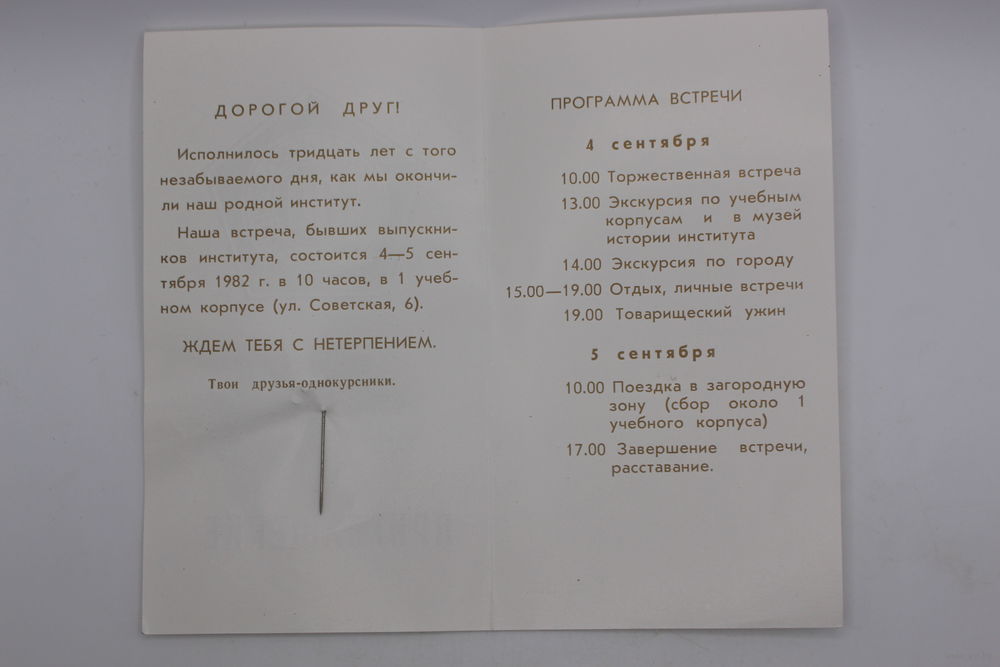 ДОРОГОЙ ДРУГ!
Исполнилось тридцать лет с того
незабываемого дня, как мы окончи-
ли наш родной институт.
Наша встреча, бывших выпускни-
ков института, состоится 4—5 сен-
тября 1982 г. в 10 часов, в 1 учеб-
ном корпусе (ул. Советская, 6).
ЖДЕМ ТЕБЯ С НЕТЕРПЕНИЕМ.
Твои друзья-однокурсники.
ПРОГРАММА ВСТРЕЧИ
4 сентября
10.00 Торжественная встреча
13.00 Экскурсия по учебным
корпусам и в музей
истории института
14.00 Экскурсия по городу
15.00—19.00 Отдых, личные встречи
19.00 Товарищеский ужин
5 сентября
10.00 Поездка в загородную
зону (сбор около 1
учебного корпуса)
17.00 Завершение встречи,
расставание.